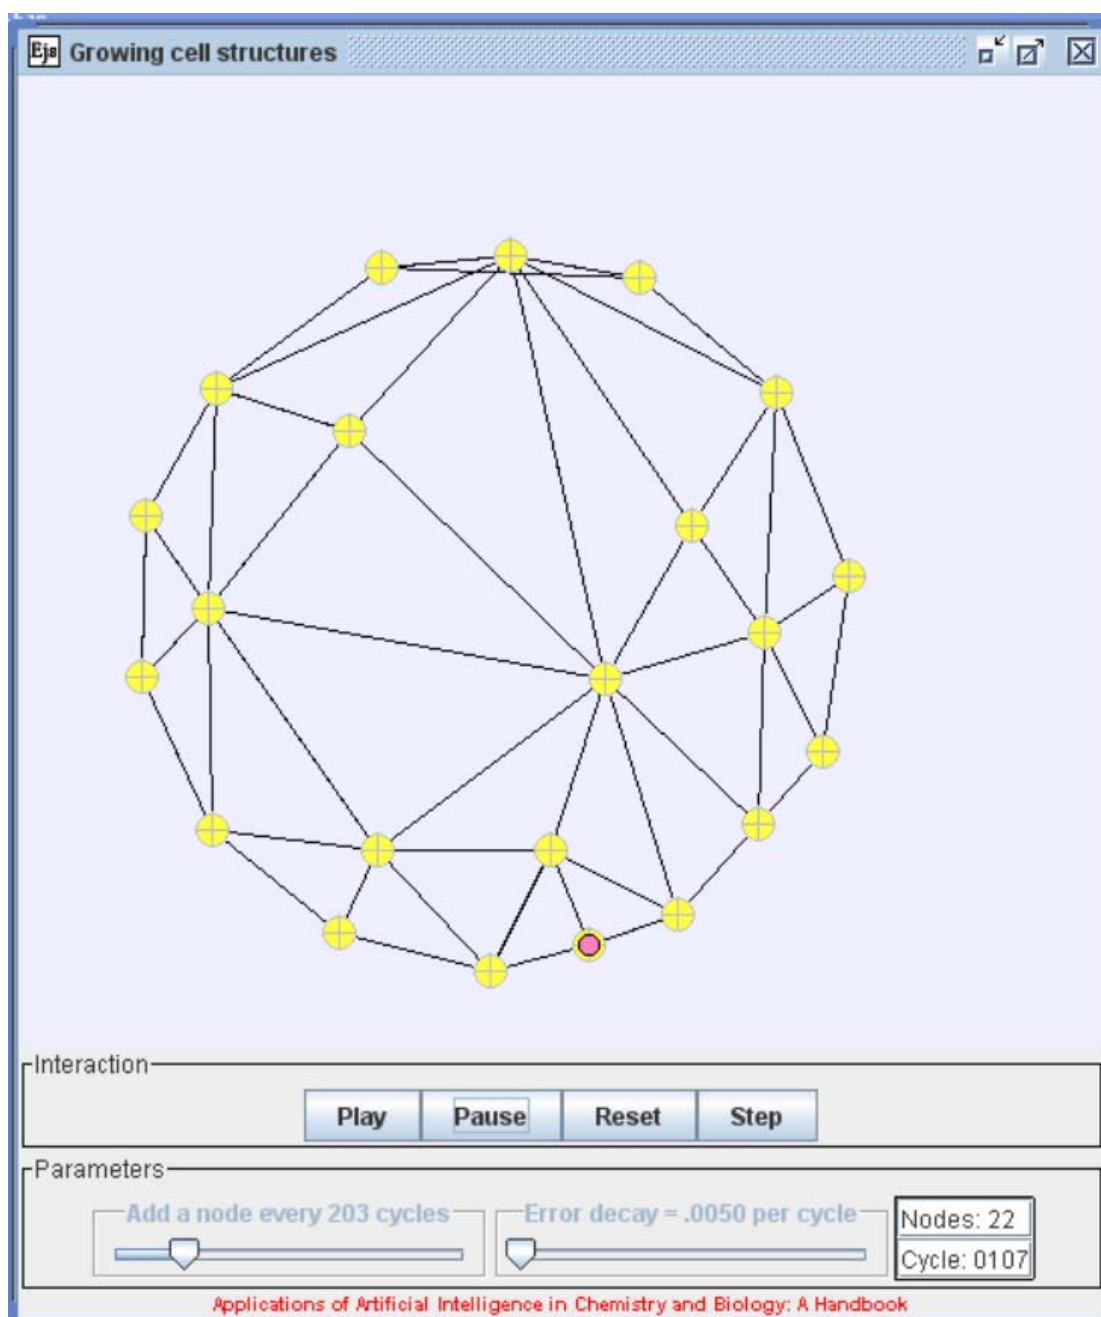 Ejs Growing cell structures
Interaction
Play Pause Reset Step
Parameters
Add a node every 203 cycles Error decay = .0050 per cycle Nodes: 22
Cycle: 0107
Applications of Artificial Intelligence in Chemistry and Biology: A Handbook